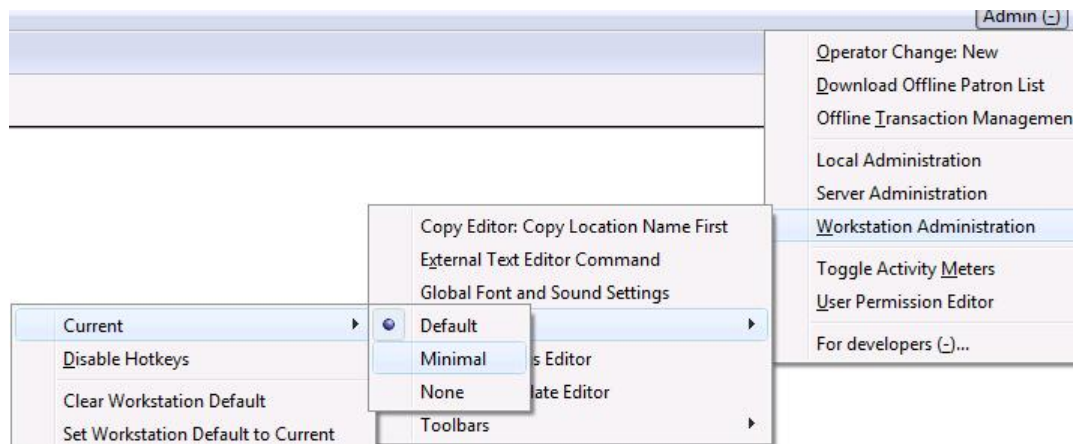 Admin (-)
Operator Change: New
Download Offline Patron List
Offline Transaction Managemen
Local Administration
Server Administration
Workstation Administration
Toggle Activity Meters
User Permission Editor
For developers (-)...
Copy Editor: Copy Location Name First
External Text Editor Command
Global Font and Sound Settings
s Editor
late Editor
Toolbars
Current
Disable Hotkeys
Clear Workstation Default
Set Workstation Default to Current
Default
Minimal
None